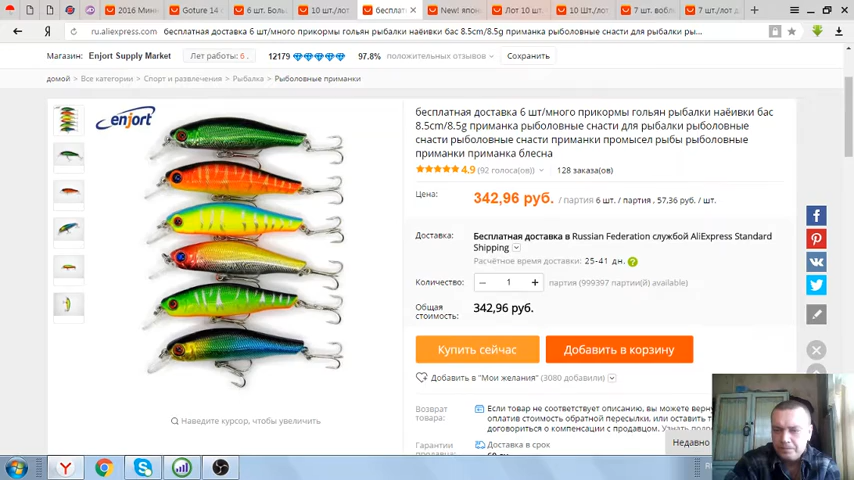 2016 Мин
Goture 14
6 шт. Бол
10 шт./лот
бесплат
New! япон
Лот 10 шт.
10 Шт./лот
7 шт. вобл
7 шт./лот д
ru.aliexpress.com бесплатная доставка 6 шт/много прикормы гольян рыбалки наёивки бас 8.5cm/8.5g приманка рыболовные снасти для рыбалки ры...
Магазин: Enjort Supply Market Лет работы: 6 . 12179 97.8% положительных отзывов Сохранить
домой > Все категории > Спорт и развлечения > Рыбалка > Рыболовные приманки
enjort
бесплатная доставка 6 шт/много прикормы гольян рыбалки наёивки бас
8.5cm/8.5g приманка рыболовные снасти для рыбалки рыболовные
снасти рыболовные снасти приманки промысел рыбы рыболовные
приманки приманка блесна
4.9 (92 голоса(ов)) 128 заказа(ов)
Цена: 342,96 руб. / партия 6 шт. / партия , 57,36 руб. / шт.
Доставка: Бесплатная доставка в Russian Federation службой AliExpress Standard
Shipping
Расчётное время доставки: 25-41 дн. ?
Количество: – 1 + партия (999397 партии(й) available)
Общая
стоимость: 342,96 руб.
Купить сейчас Добавить в корзину
Добавить в "Мои желания" (3080 добавили)
Наведите курсор, чтобы увеличить
Возврат
товара:
Если товар не соответствует описанию, вы можете верну
оплатив стоимость обратной пересылки, или оставить т
договориться о компенсации с продавцом. Узнать
Недавно
Гарантии
Доставка в срок